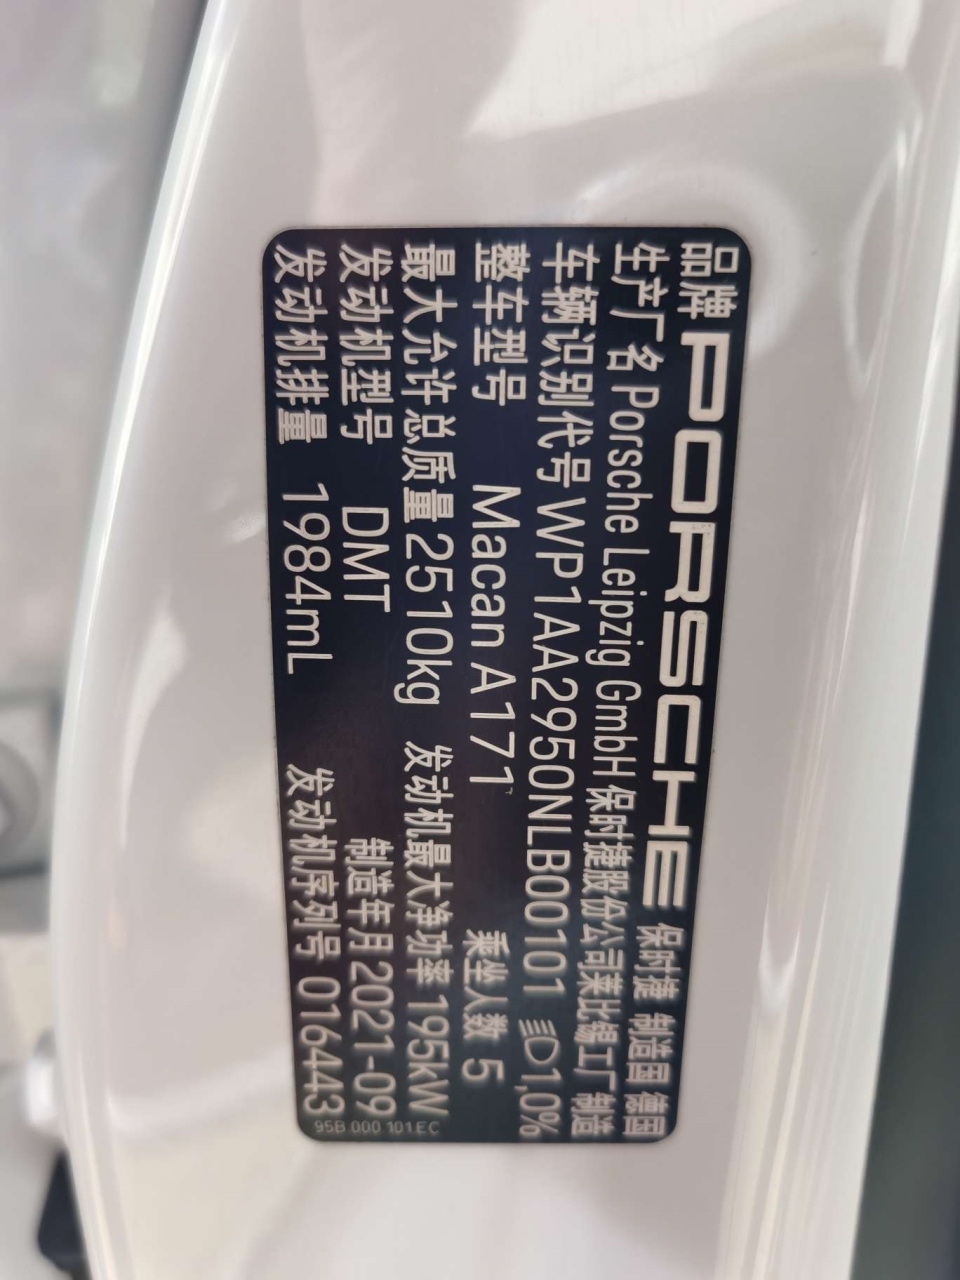 品牌 PORSCHE 保时捷 制造国 德国
生产厂名 Porsche Leipzig GmbH 保时捷股份公司莱比锡工厂制造
车辆识别代号 WP1AA2950NLB00101 1,0%
整车型号 Macan A171 乘坐人数 5
最大允许总质量 2510kg 发动机最大净功率 195kW
发动机型号 DMT 制造年月 2021-09
发动机排量 1984mL 发动机序列号 016443
95B.000 101 EC